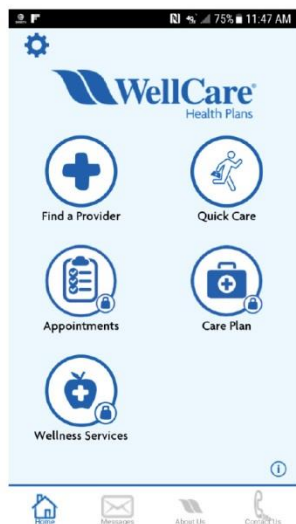 75% 11:47 AM
WellCare®
Health Plans
Find a Provider
Quick Care
Appointments
Care Plan
Wellness Services
Home
Messages
About Us
Contact Us